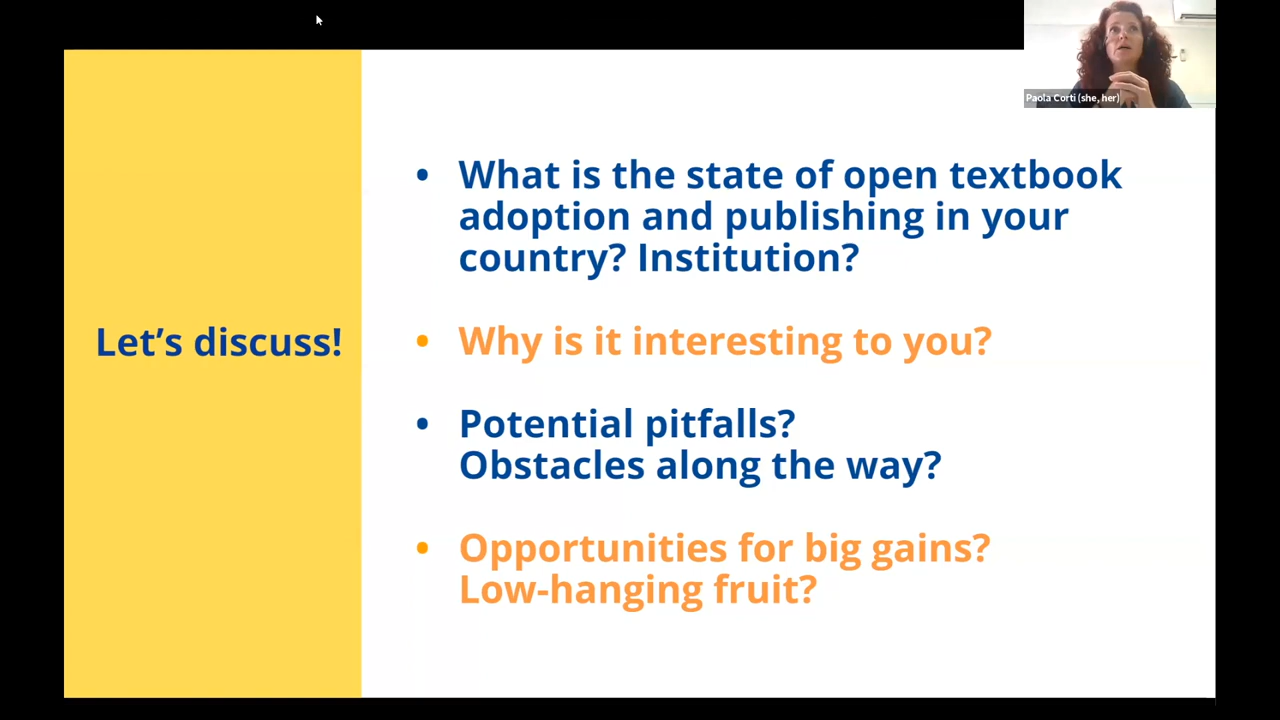 Paola Corti (she, her)
Let’s discuss!
• What is the state of open textbook
adoption and publishing in your
country? Institution?
• Why is it interesting to you?
• Potential pitfalls?
Obstacles along the way?
• Opportunities for big gains?
Low-hanging fruit?